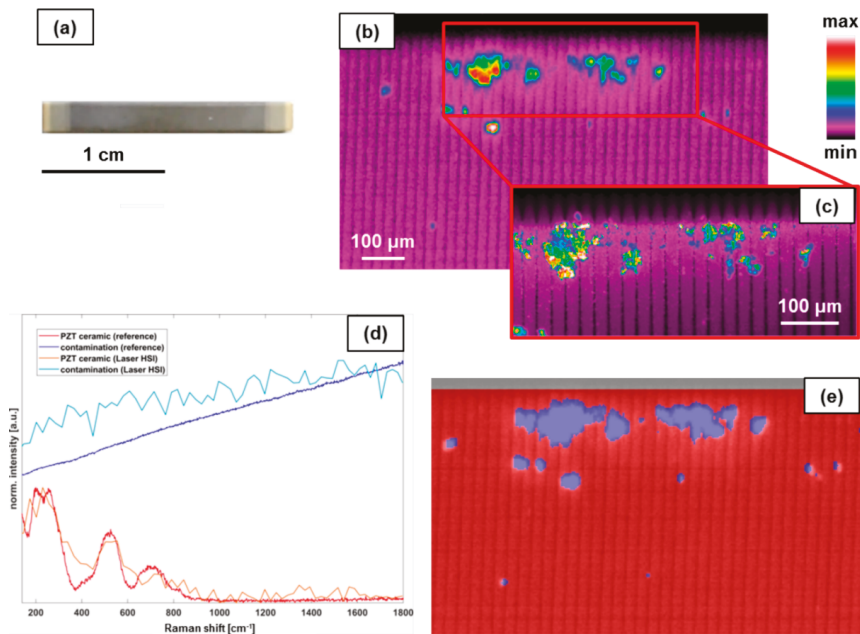 (a)
1 cm
(b)
100 µm
max
min
(c)
100 µm
(d)
PZT ceramic (reference)
contamination (reference)
PZT ceramic (Laser HSI)
contamination (Laser HSI)
norm. intensity [a.u.]
200 400 600 800 1000 1200 1400 1600 1800
Raman shift [cm⁻¹]
(e)